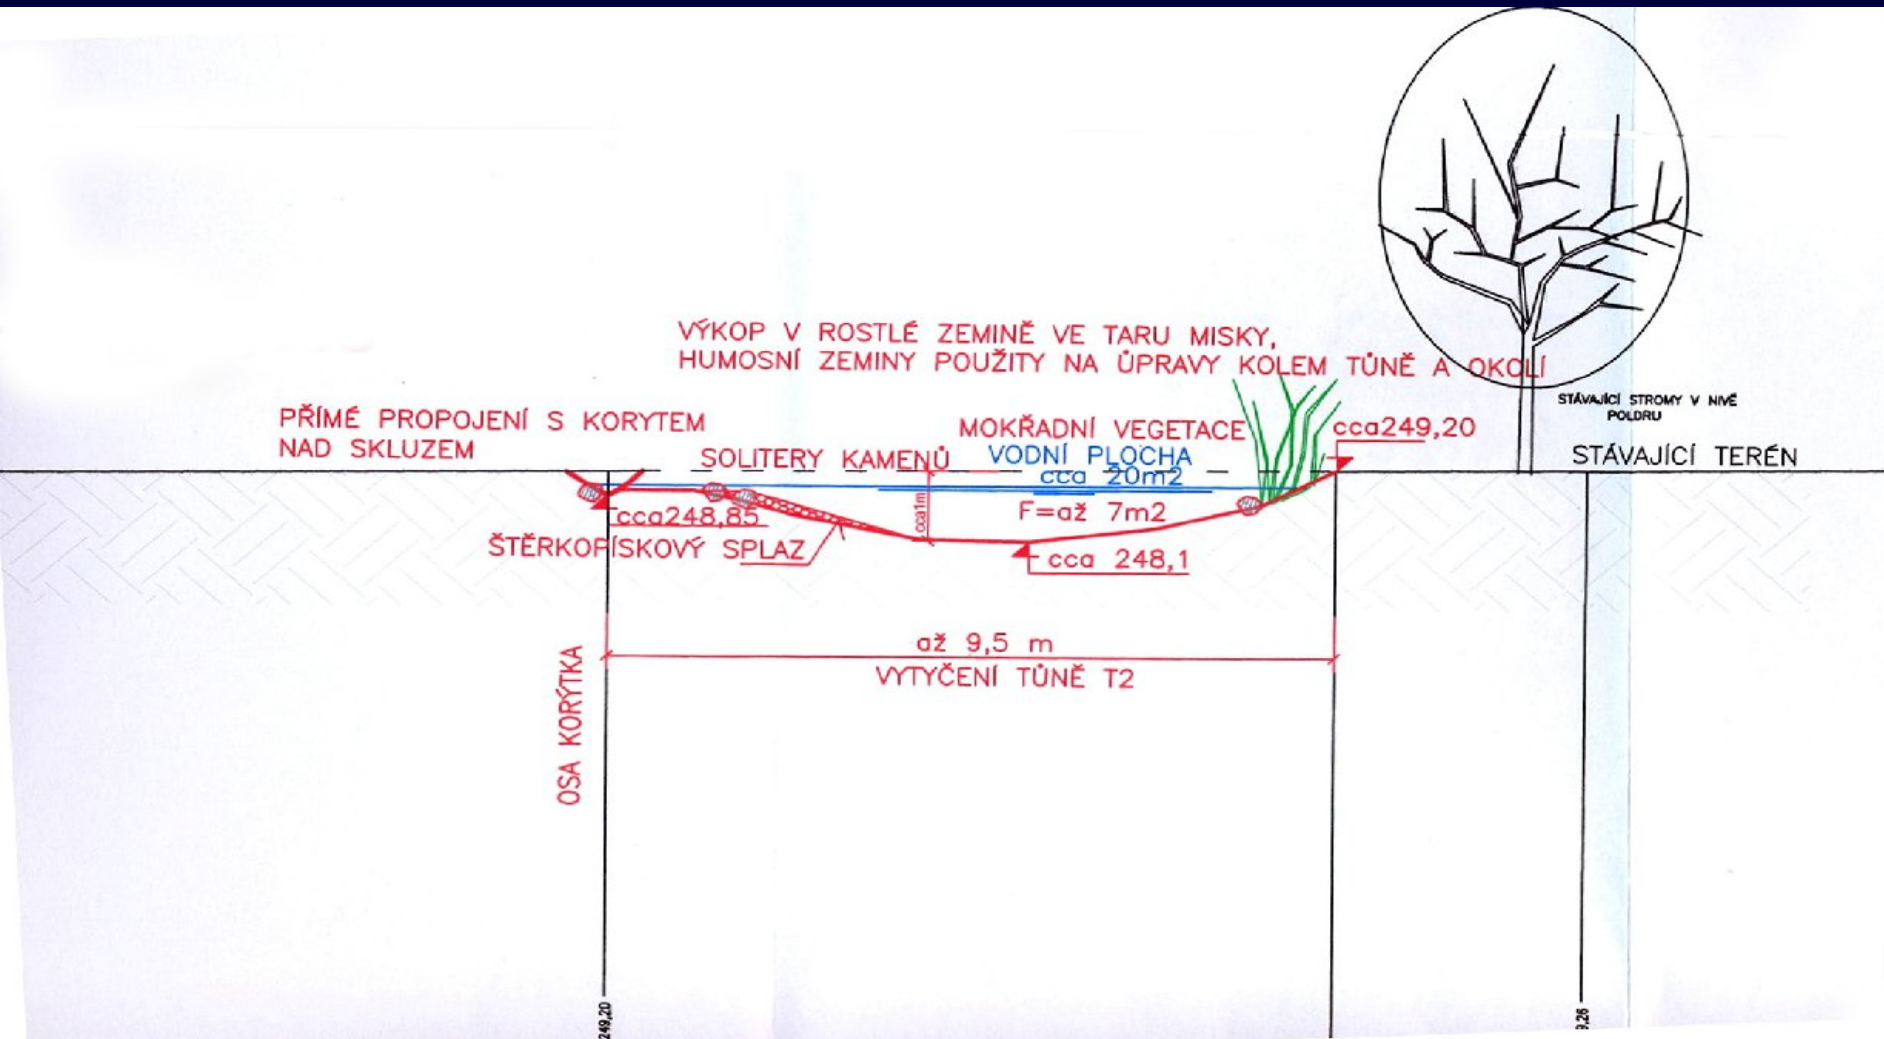 VÝKOP V ROSTLÉ ZEMINĚ VE TARU MISKY,
HUMOSNÍ ZEMINY POUŽITY NA ÚPRAVY KOLEM TŮNĚ A OKOLÍ
STÁVAJÍCÍ STROMY V NIVĚ
POLDRU
PŘÍMÉ PROPOJENÍ S KORYTEM
NAD SKLUZEM
MOKŘADNÍ VEGETACE
cca249,20
SOLITERY KAMENŮ
VODNÍ PLOCHA
cca 20m2
STÁVAJÍCÍ TERÉN
cca1m
F=až 7m2
cca248,85
ŠTĚRKOPÍSKOVÝ SPLAZ
cca 248,1
až 9,5 m
VYTYČENÍ TŮNĚ T2
OSA KORÝTKA
249,20
9,26